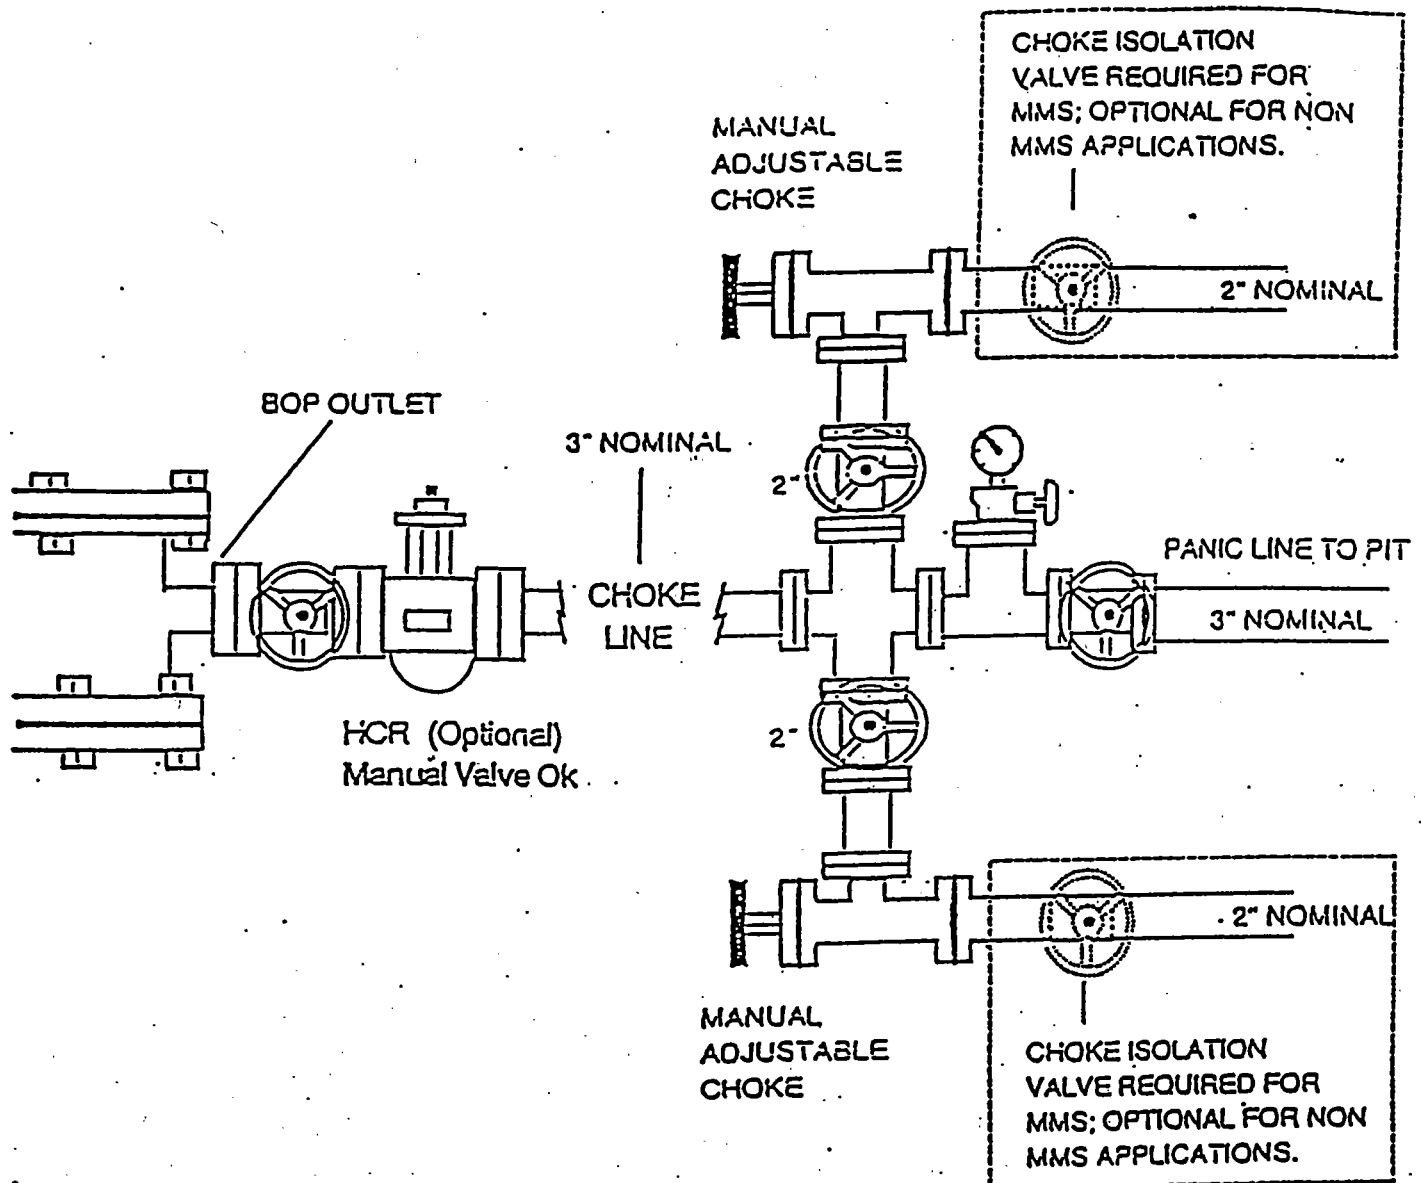 CHOKE ISOLATION
VALVE REQUIRED FOR
MMS; OPTIONAL FOR NON
MMS APPLICATIONS.
MANUAL
ADJUSTABLE
CHOKE
2" NOMINAL
BOP OUTLET
3" NOMINAL
2"
PANIC LINE TO PIT
CHOKE
LINE
3" NOMINAL
HCR (Optional)
Manual Valve Ok
2"
2" NOMINAL
MANUAL
ADJUSTABLE
CHOKE
CHOKE ISOLATION
VALVE REQUIRED FOR
MMS; OPTIONAL FOR NON
MMS APPLICATIONS.